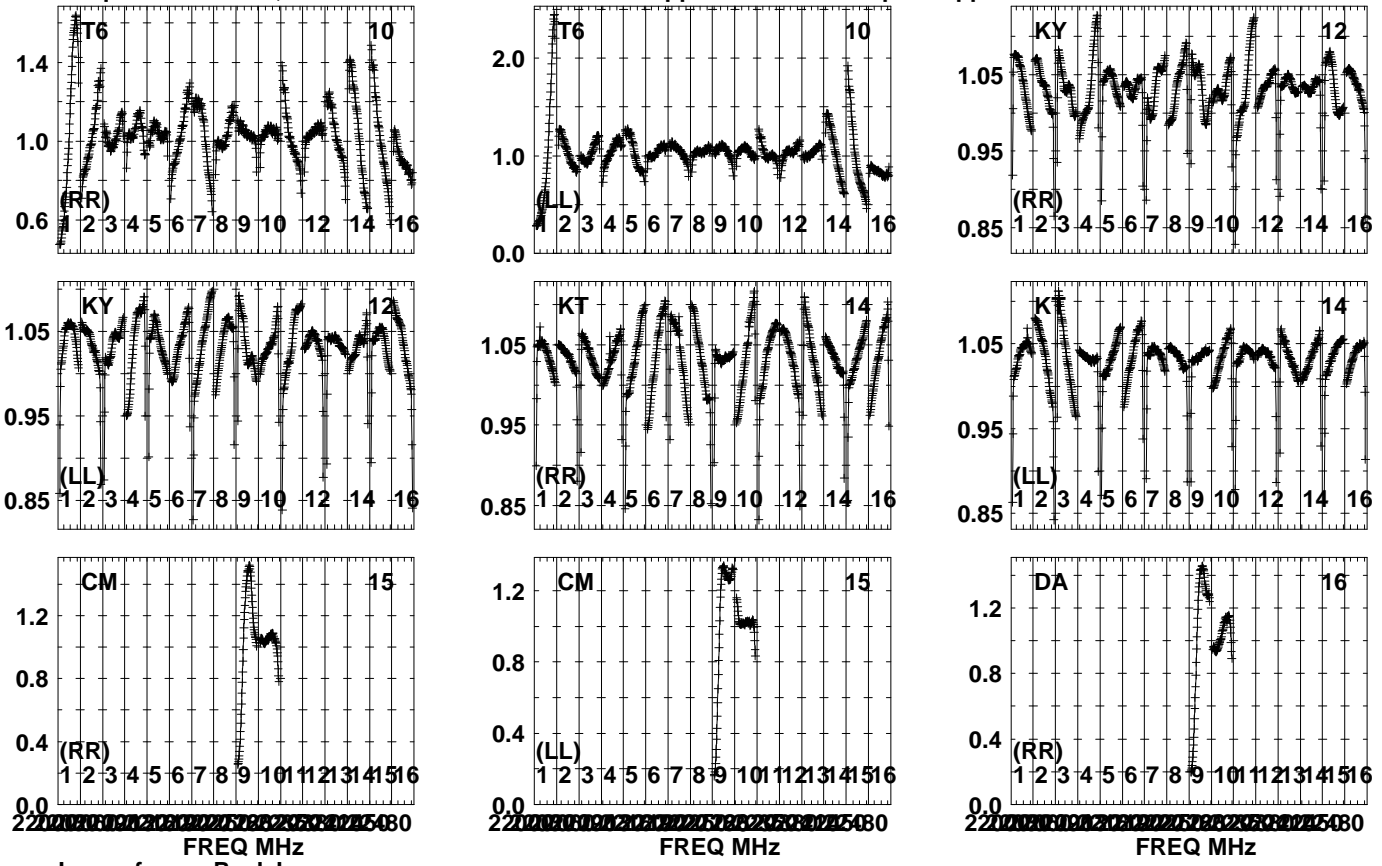 T6 10
1.4
1.0
0.6
(RR)
1 2 3 4 5 6 7 8 9 10 12 14 16
T6
2.0
1.0
0.0
(LL)
1 2 3 4 5 6 7 8 9 10 12 14 16
KY 12
1.05
0.95
0.85
(RR)
1 2 3 4 5 6 7 8 9 10 12 14 16
KY 12
1.05
0.95
0.85
(LL)
1 2 3 4 5 6 7 8 9 10 12 14 16
KT 14
1.05
0.95
0.85
(RR)
1 2 3 4 5 6 7 8 9 10 12 14 16
KT 14
1.05
0.95
0.85
(LL)
1 2 3 4 5 6 7 8 9 10 12 14 16
CM 15
1.2
0.8
0.4
0.0
(RR)
1 2 3 4 5 6 7 8 9 10 11 12 13 14 15 16
FREQ MHz
CM 15
1.2
0.8
0.4
0.0
(LL)
1 2 3 4 5 6 7 8 9 10 11 12 13 14 15 16
FREQ MHz
DA 16
1.2
0.8
0.4
0.0
(RR)
1 2 3 4 5 6 7 8 9 10 11 12 13 14 15 16
FREQ MHz